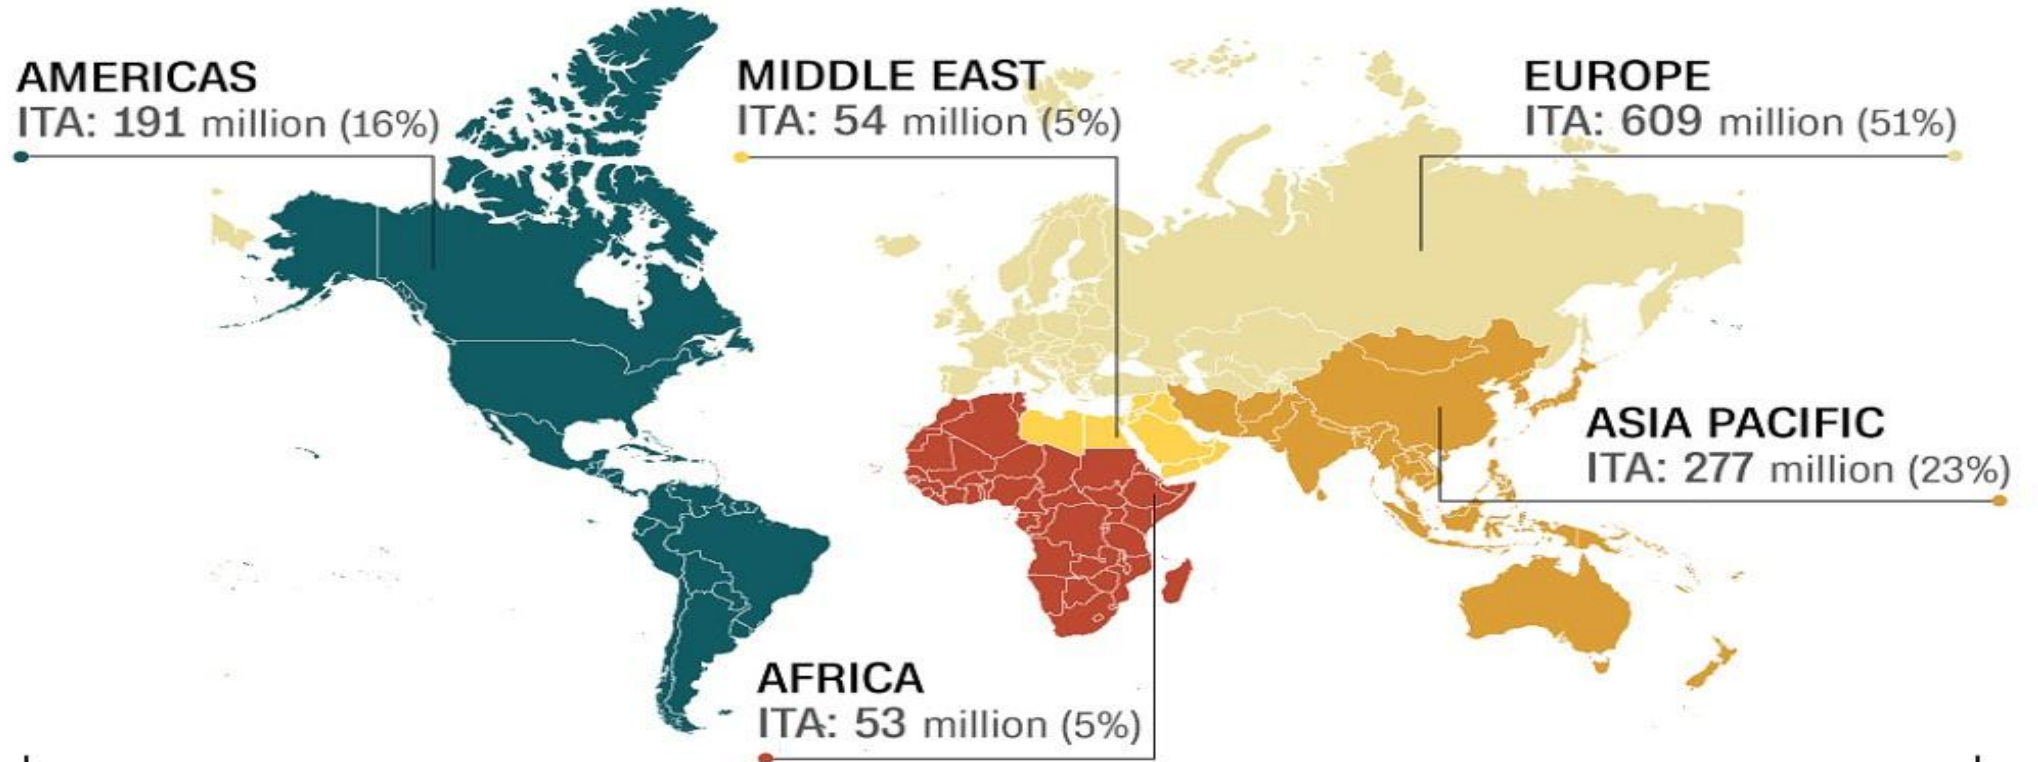 AMERICAS
ITA: 191 million (16%)
MIDDLE EAST
ITA: 54 million (5%)
EUROPE
ITA: 609 million (51%)
ASIA PACIFIC
ITA: 277 million (23%)
AFRICA
ITA: 53 million (5%)